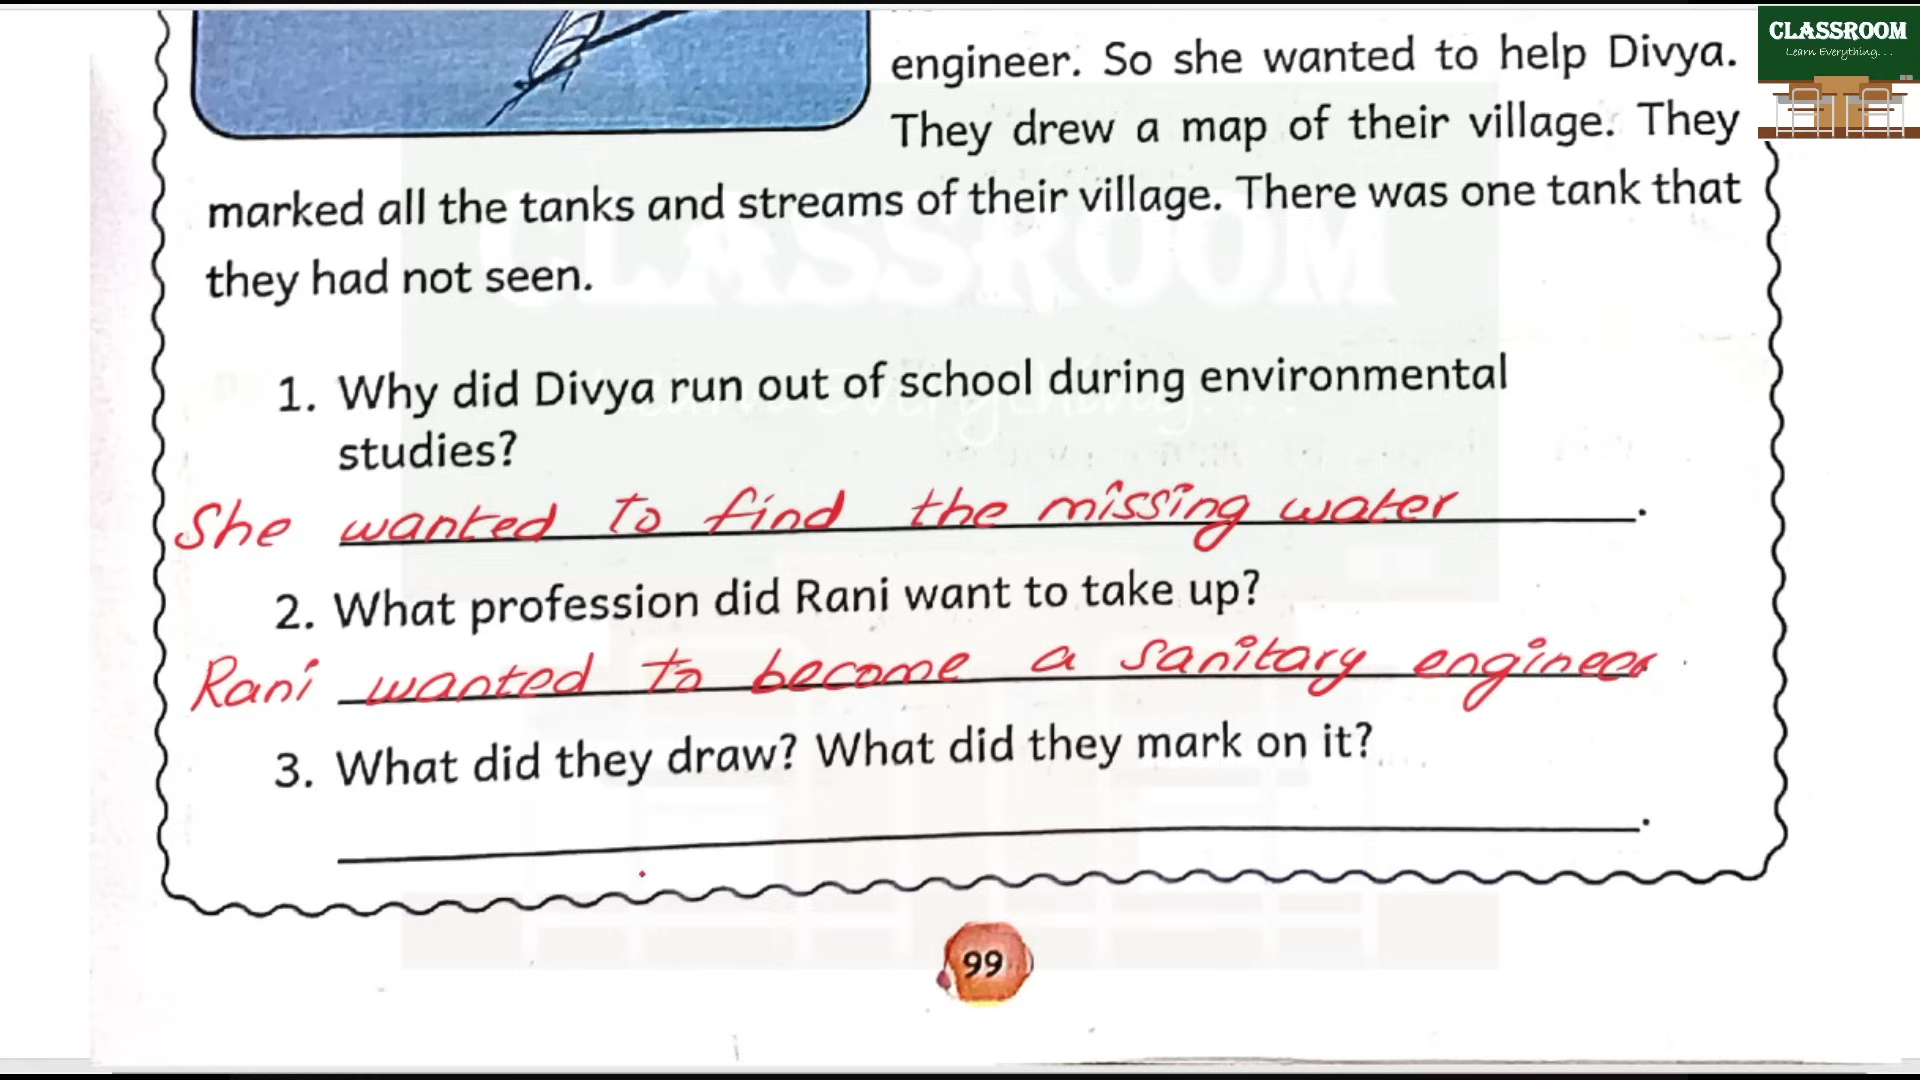 CLASSROOM
Learn Everything. . .
engineer. So she wanted to help Divya.
They drew a map of their village. They
marked all the tanks and streams of their village. There was one tank that
they had not seen.
CLASSROOM
Learn Everything. . .
1. Why did Divya run out of school during environmental
studies?
She wanted to find the missing water.
2. What profession did Rani want to take up?
Rani wanted to become a sanitary engineer.
3. What did they draw? What did they mark on it?
.
99